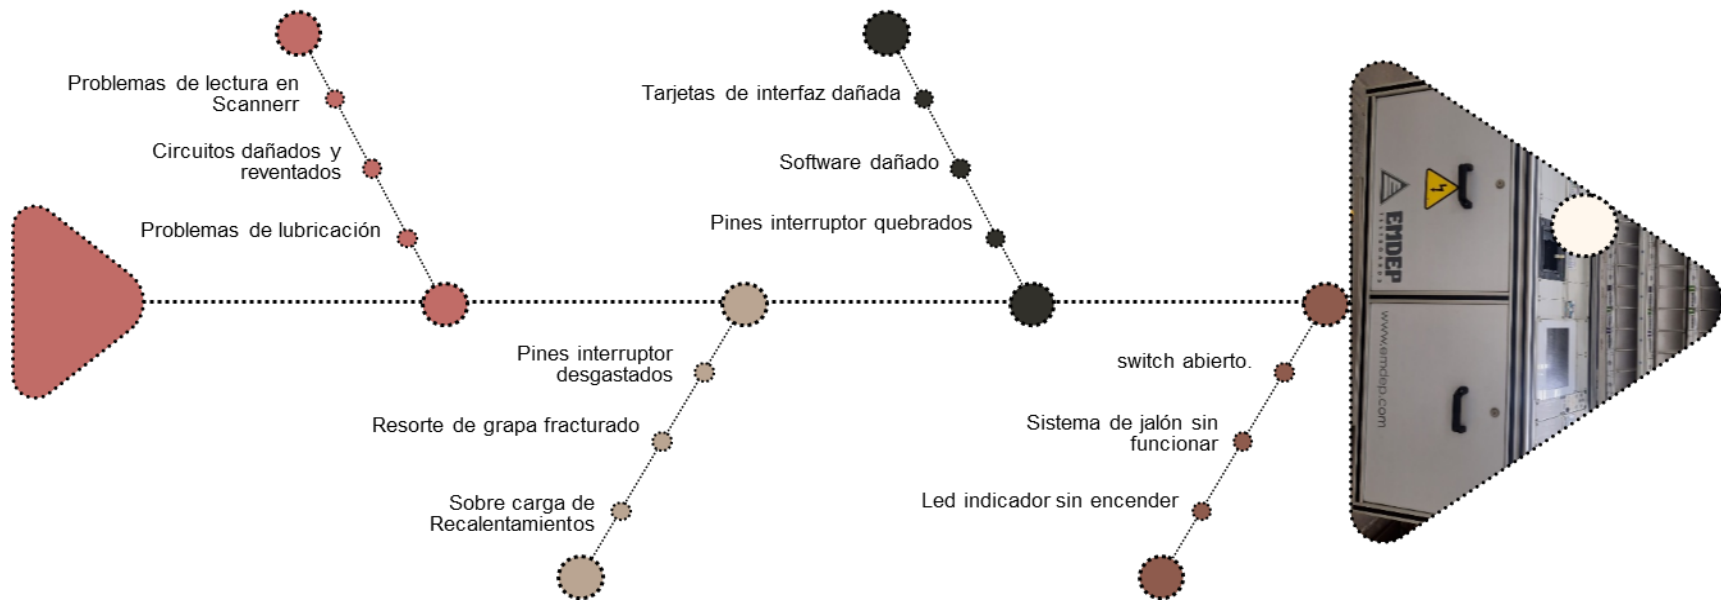 Problemas de lectura en
Scannerr
Circuitos dañados y
reventados
Problemas de lubricación
Tarjetas de interfaz dañada
Software dañado
Pines interruptor quebrados
Pines interruptor
desgastados
Resorte de grapa fracturado
Sobre carga de
Recalentamientos
switch abierto.
Sistema de jalón sin
funcionar
Led indicador sin encender
EMDEP
www.emdep.com